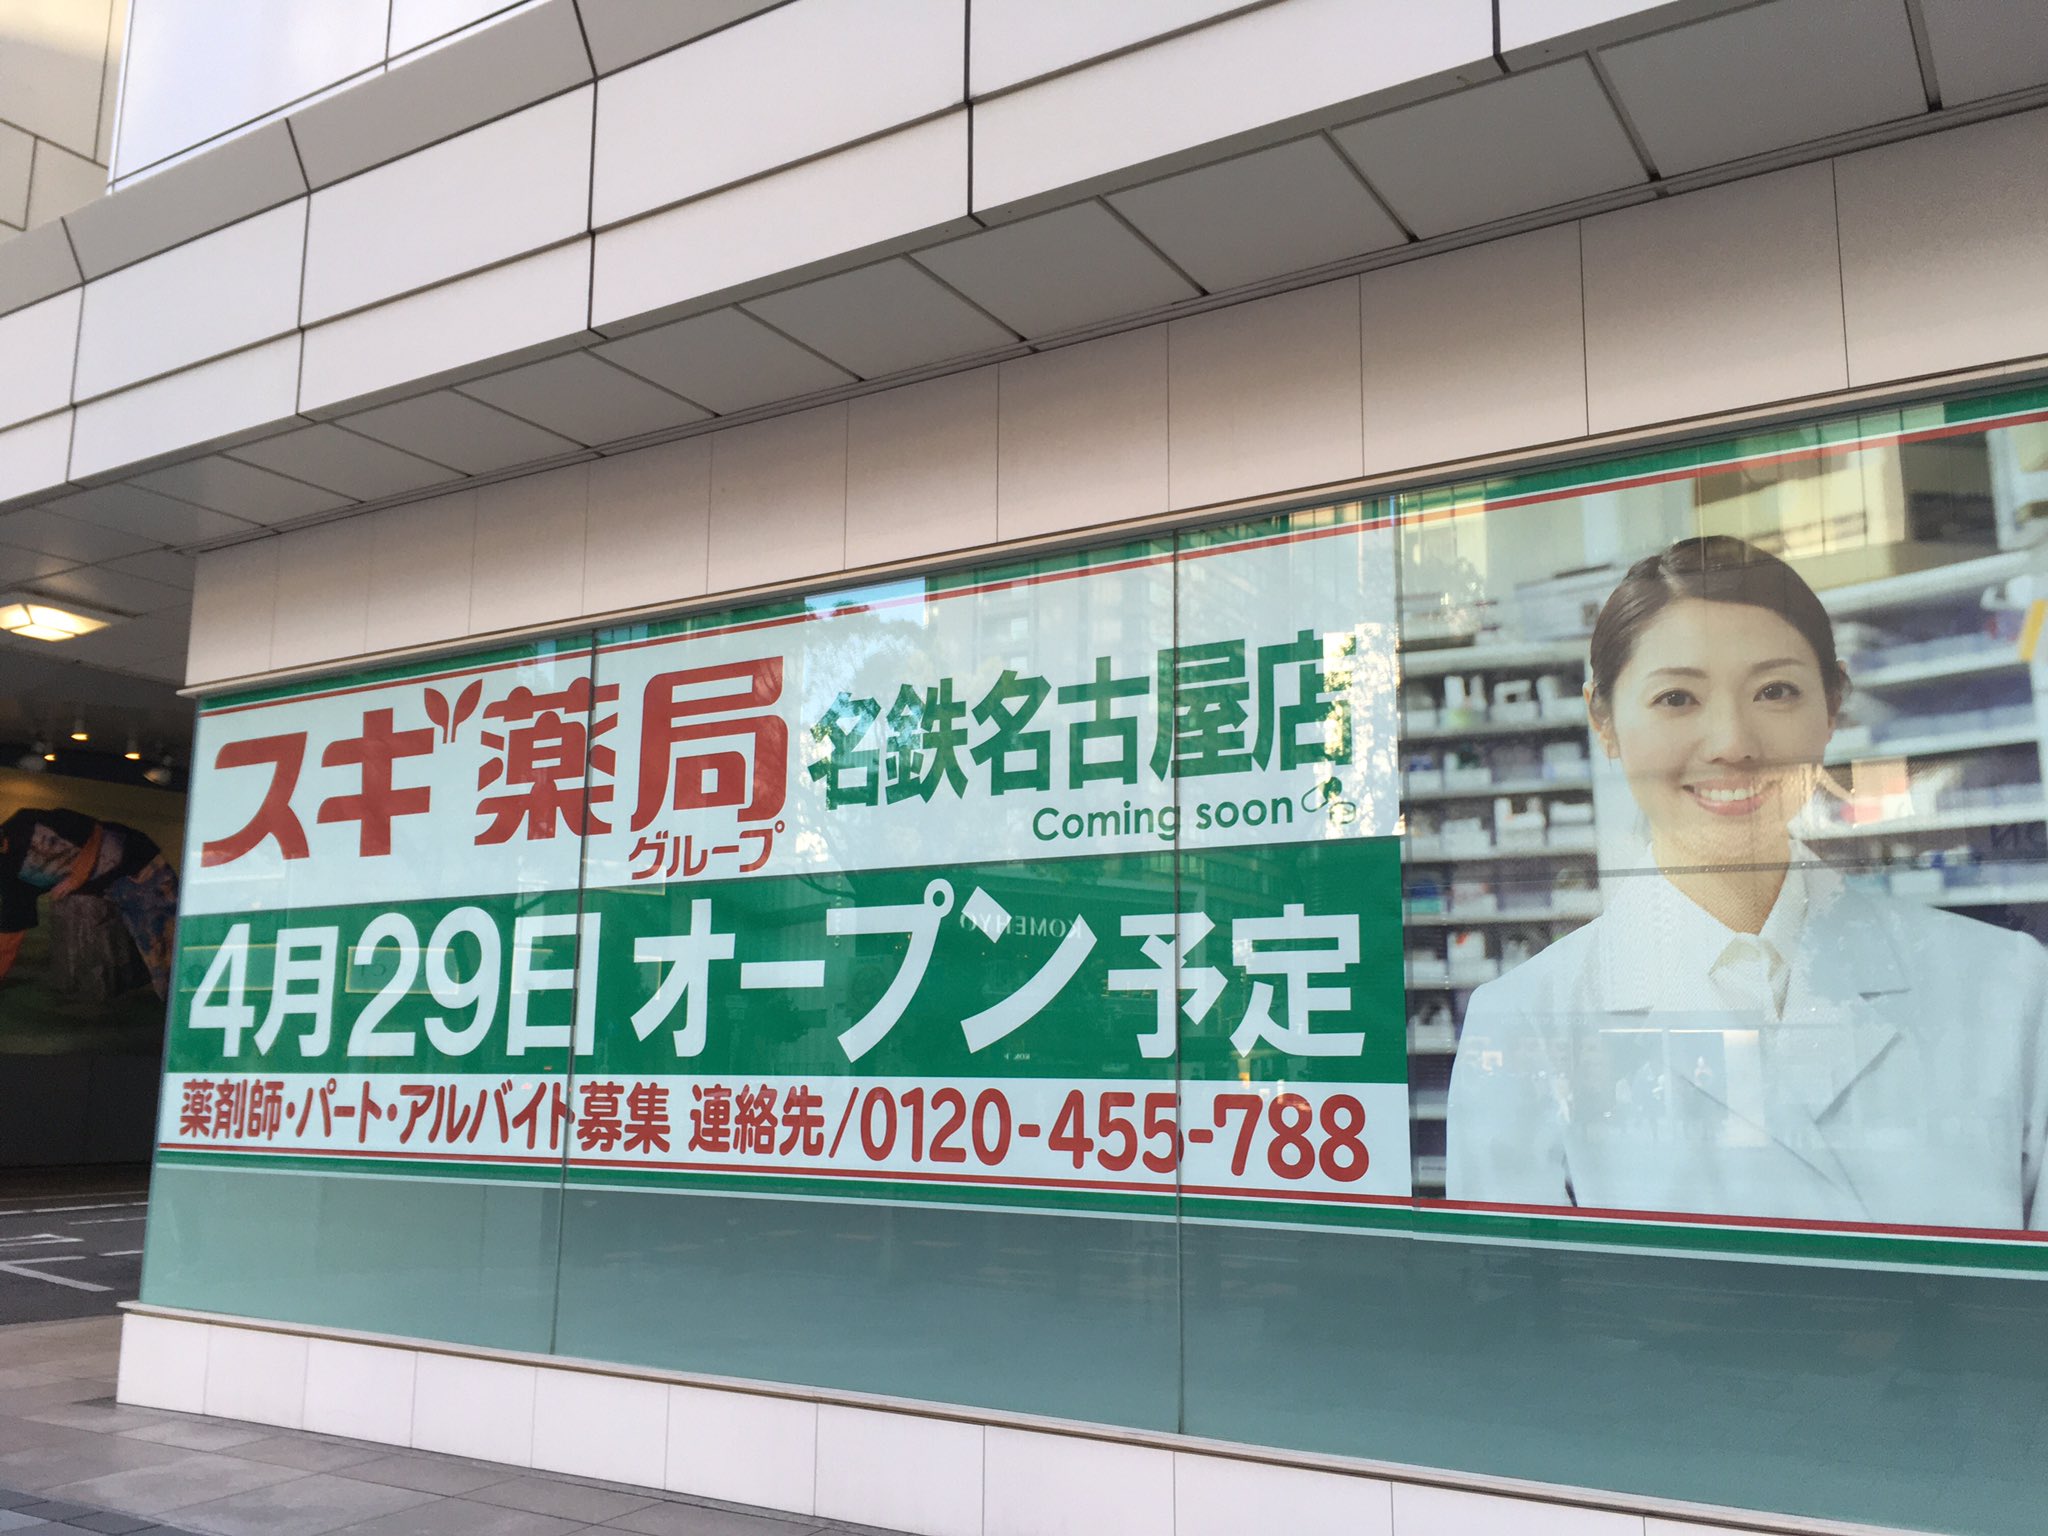 スギ薬局
グループ
名鉄名古屋店
Coming soon
4月29日オープン予定
薬剤師・パート・アルバイト募集 連絡先/0120-455-788
KOMEHYO